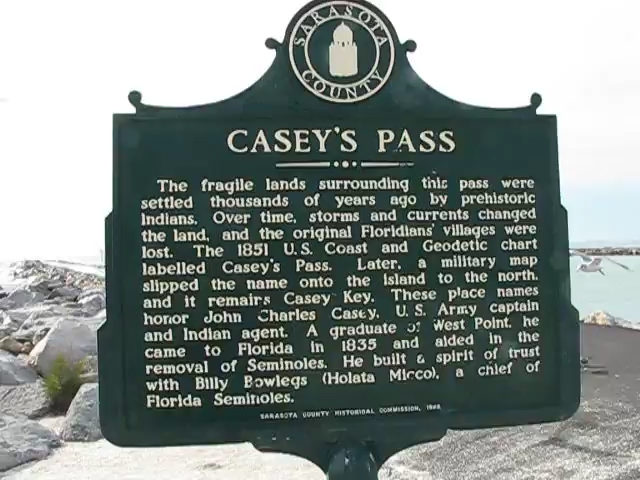 SARASOTA
COUNTY
CASEY'S PASS
The fragile lands surrounding this pass were
settled thousands of years ago by prehistoric
Indians. Over time, storms and currents changed
the land, and the original Floridians' villages were
lost. The 1851 U.S. Coast and Geodetic chart
labelled Casey's Pass. Later, a military map
slipped the name onto the island to the north,
and it remains Casey Key. These place names
honor John Charles Casey, U.S. Army captain
and Indian agent. A graduate of West Point, he
came to Florida in 1835 and aided in the
removal of Seminoles. He built a spirit of trust
with Billy Bowlegs (Holata Micco), a chief of
Florida Seminoles.
SARASOTA COUNTY HISTORICAL COMMISSION,